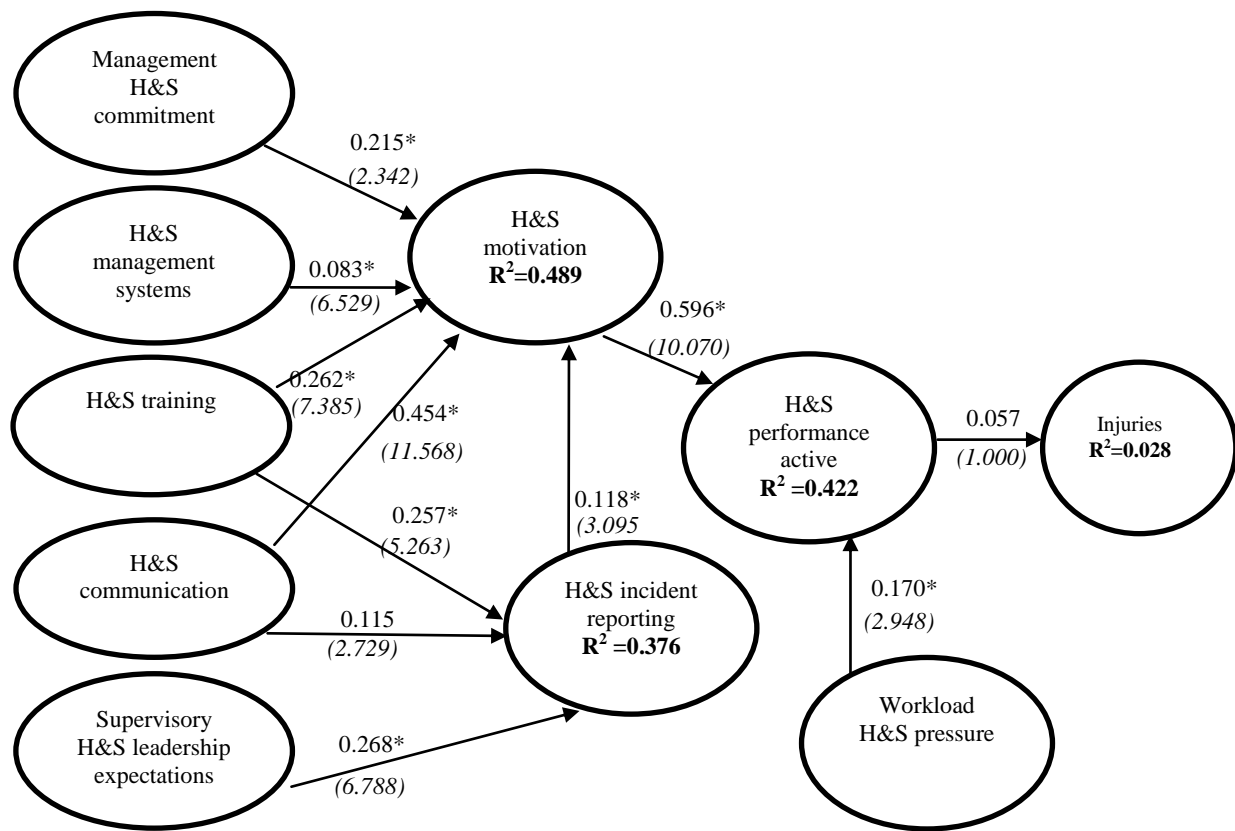 Management
H&S
commitment
0.215*
(2.342)
H&S
management
systems
0.083*
(6.529)
H&S
motivation
R²=0.489
H&S training
0.262*
(7.385)
0.454*
(11.568)
0.596*
(10.070)
H&S
performance
active
R² =0.422
0.057
(1.000)
Injuries
R²=0.028
0.257*
(5.263)
0.118*
(3.095
H&S
communication
0.115
(2.729)
H&S incident
reporting
R² =0.376
0.170*
(2.948)
Supervisory
H&S leadership
expectations
0.268*
(6.788)
Workload
H&S pressure